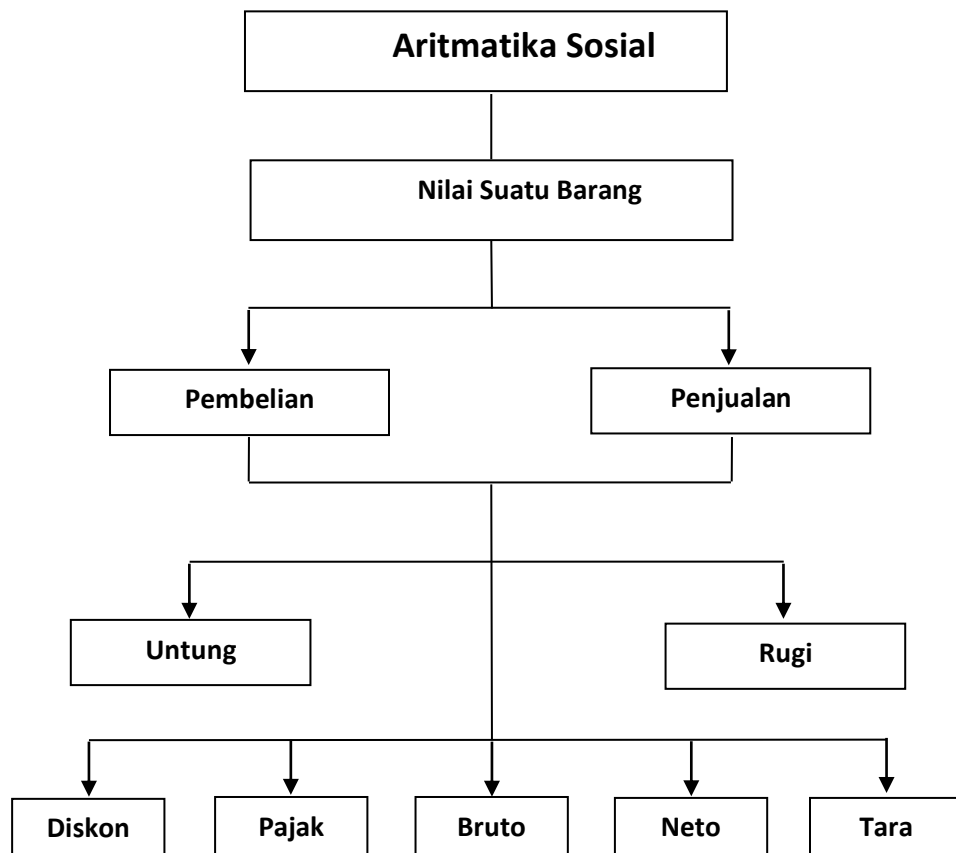 Aritmatika Sosial
Nilai Suatu Barang
Pembelian
Penjualan
Untung
Rugi
Diskon
Pajak
Bruto
Neto
Tara